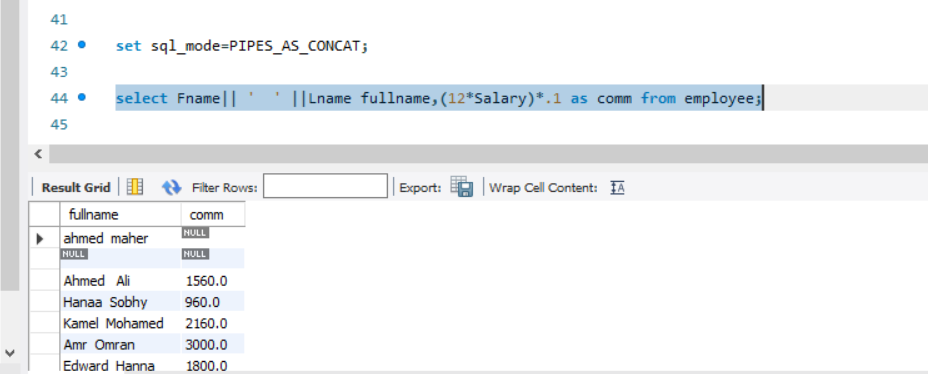 41
42 set sql_mode=PIPES_AS_CONCAT;
43
44 select Fname|| '  ' ||Lname fullname,(12*Salary)*.1 as comm from employee;
45
Result Grid Filter Rows: Export: Wrap Cell Content: IA
fullname comm
ahmed maher NULL
NULL NULL
Ahmed Ali 1560.0
Hanaa Sobhy 960.0
Kamel Mohamed 2160.0
Amr Omran 3000.0
Edward Hanna 1800.0